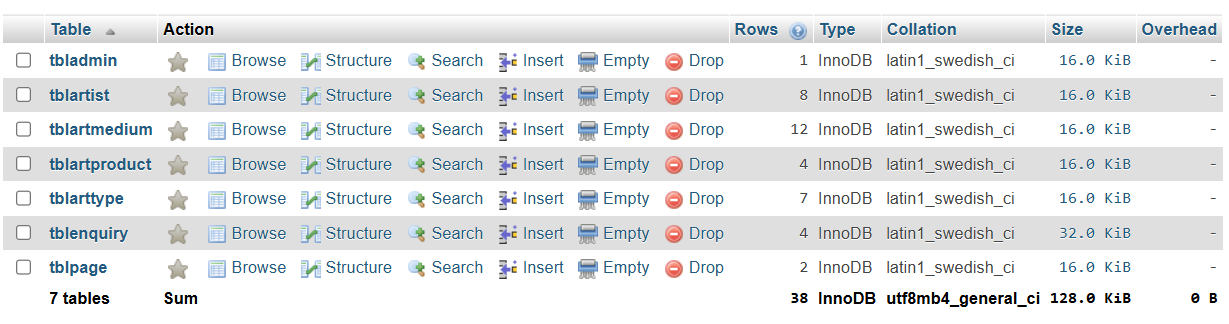 Table Action Rows Type Collation Size Overhead
tbladmin Browse Structure Search Insert Empty Drop 1 InnoDB latin1_swedish_ci 16.0 KiB -
tblartist Browse Structure Search Insert Empty Drop 8 InnoDB latin1_swedish_ci 16.0 KiB -
tblartmedium Browse Structure Search Insert Empty Drop 12 InnoDB latin1_swedish_ci 16.0 KiB -
tblartproduct Browse Structure Search Insert Empty Drop 4 InnoDB latin1_swedish_ci 16.0 KiB -
tblarttype Browse Structure Search Insert Empty Drop 7 InnoDB latin1_swedish_ci 16.0 KiB -
tblenquiry Browse Structure Search Insert Empty Drop 4 InnoDB latin1_swedish_ci 32.0 KiB -
tblpage Browse Structure Search Insert Empty Drop 2 InnoDB latin1_swedish_ci 16.0 KiB -
7 tables Sum 38 InnoDB utf8mb4_general_ci 128.0 KiB 0 B